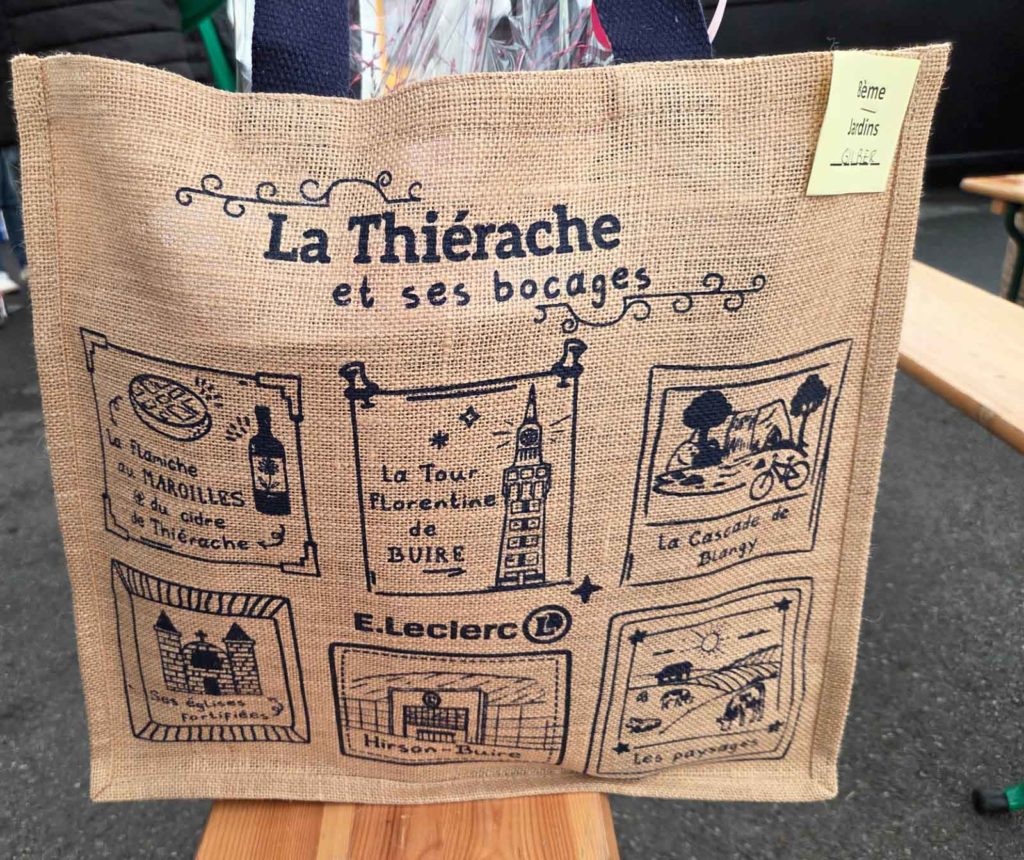 8ème
Jardins
GILBER
La Thiérache
et ses bocages
La Flamiche
au MAROILLES
& du cidre
de Thiérache
La Tour
Florentine
de
BUIRE
La Cascade de
Blangy
Ses églises
Fortifiées
E.Leclerc L
Hirson-Buire
Les paysages